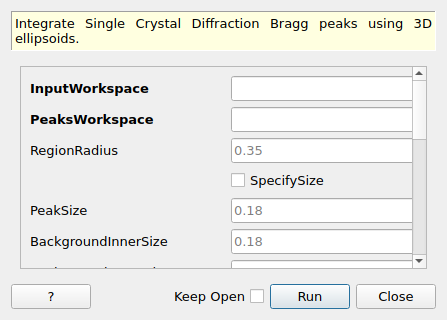 Integrate Single Crystal Diffraction Bragg peaks using 3D
ellipsoids.
InputWorkspace
PeaksWorkspace
RegionRadius 0.35
SpecifySize
PeakSize 0.18
BackgroundInnerSize 0.18
? Keep Open Run Close